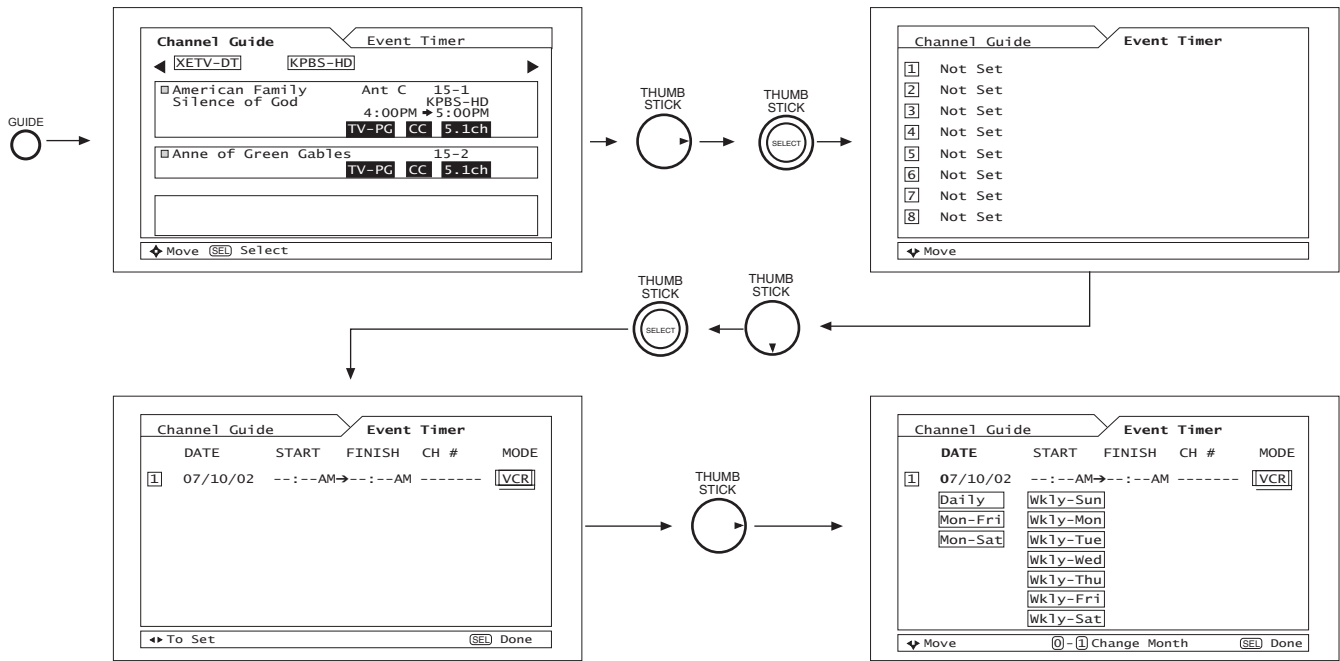 GUIDE
Channel Guide Event Timer
XETV-DT KPBS-HD
American Family Ant C 15-1
Silence of God KPBS-HD
4:00PM ➔ 5:00PM
TV-PG CC 5.1ch
Anne of Green Gables 15-2
TV-PG CC 5.1ch
Move SEL Select
THUMB
STICK
THUMB
STICK
SELECT
Channel Guide Event Timer
1 Not Set
2 Not Set
3 Not Set
4 Not Set
5 Not Set
6 Not Set
7 Not Set
8 Not Set
Move
THUMB
STICK
SELECT
THUMB
STICK
Channel Guide Event Timer
DATE START FINISH CH # MODE
1 07/10/02 --:--AM➔--:--AM ------- VCR
To Set SEL Done
THUMB
STICK
Channel Guide Event Timer
DATE START FINISH CH # MODE
1 07/10/02 --:--AM➔--:--AM ------- VCR
Daily Wkly-Sun
Mon-Fri Wkly-Mon
Mon-Sat Wkly-Tue
Wkly-Wed
Wkly-Thu
Wkly-Fri
Wkly-Sat
Move 0-1 Change Month SEL Done